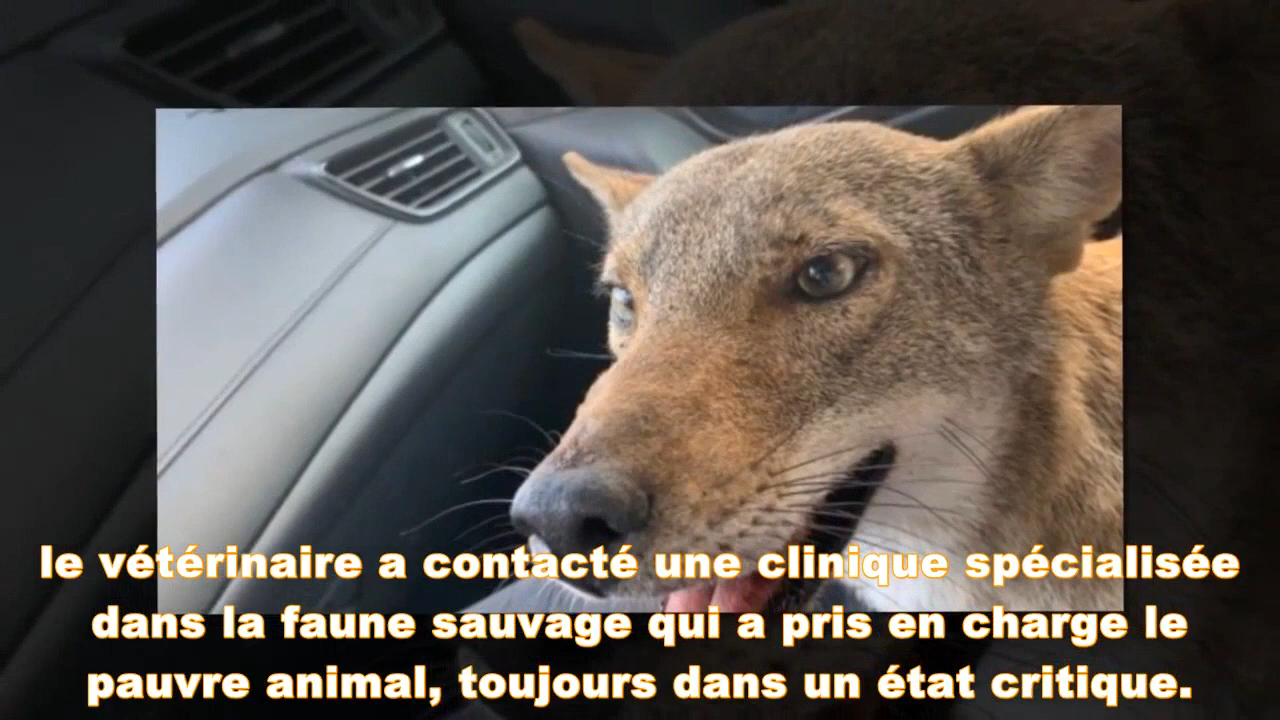 le vétérinaire a contacté une clinique spécialisée
dans la faune sauvage qui a pris en charge le
pauvre animal, toujours dans un état critique.